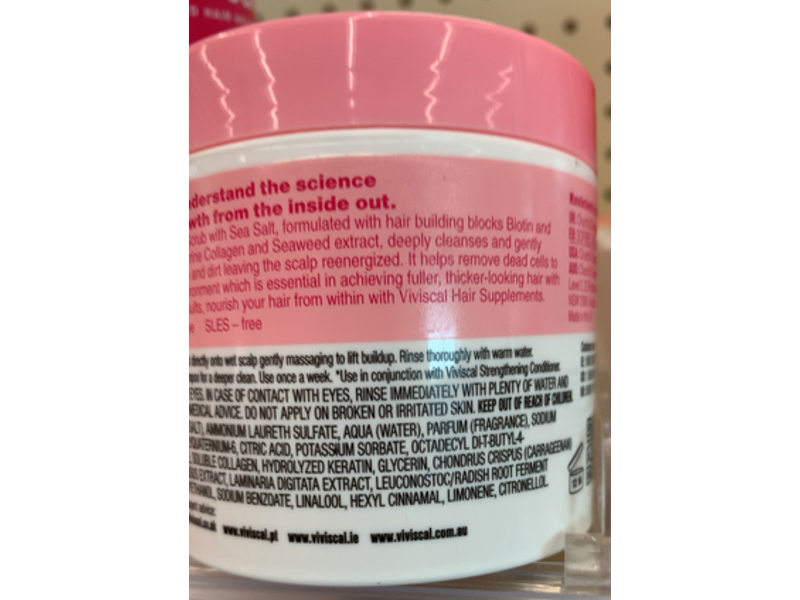 HAIR
nderstand the science
wth from the inside out.
crub with Sea Salt, formulated with hair building blocks Biotin and
rine Collagen and Seaweed extract, deeply cleanses and gently
and dirt leaving the scalp reenergized. It helps remove dead cells to
ronment which is essential in achieving fuller, thicker-looking hair with
ults, nourish your hair from within with Viviscal Hair Supplements.
e SLES – free
directly onto wet scalp gently massaging to lift buildup. Rinse thoroughly with warm water.
for a deeper clean. Use once a week. *Use in conjunction with Viviscal Strengthening Conditioner.
EYES. IN CASE OF CONTACT WITH EYES, RINSE IMMEDIATELY WITH PLENTY OF WATER AND
MEDICAL ADVICE. DO NOT APPLY ON BROKEN OR IRRITATED SKIN. KEEP OUT OF REACH OF CHILDREN.
SALT), AMMONIUM LAURETH SULFATE, AQUA (WATER), PARFUM (FRAGRANCE), SODIUM
YQUATERNIUM-6, CITRIC ACID, POTASSIUM SORBATE, OCTADECYL DI-T-BUTYL-4-
SOLUBLE COLLAGEN, HYDROLYZED KERATIN, GLYCERIN, CHONDRUS CRISPUS (CARRAGEENAN)
EXTRACT, LAMINARIA DIGITATA EXTRACT, LEUCONOSTOC/RADISH ROOT FERMENT
ETHANOL, SODIUM BENZOATE, LINALOOL, HEXYL CINNAMAL, LIMONENE, CITRONELLOL
advice:
www.viviscal.pt www.viviscal.ie www.viviscal.com.au